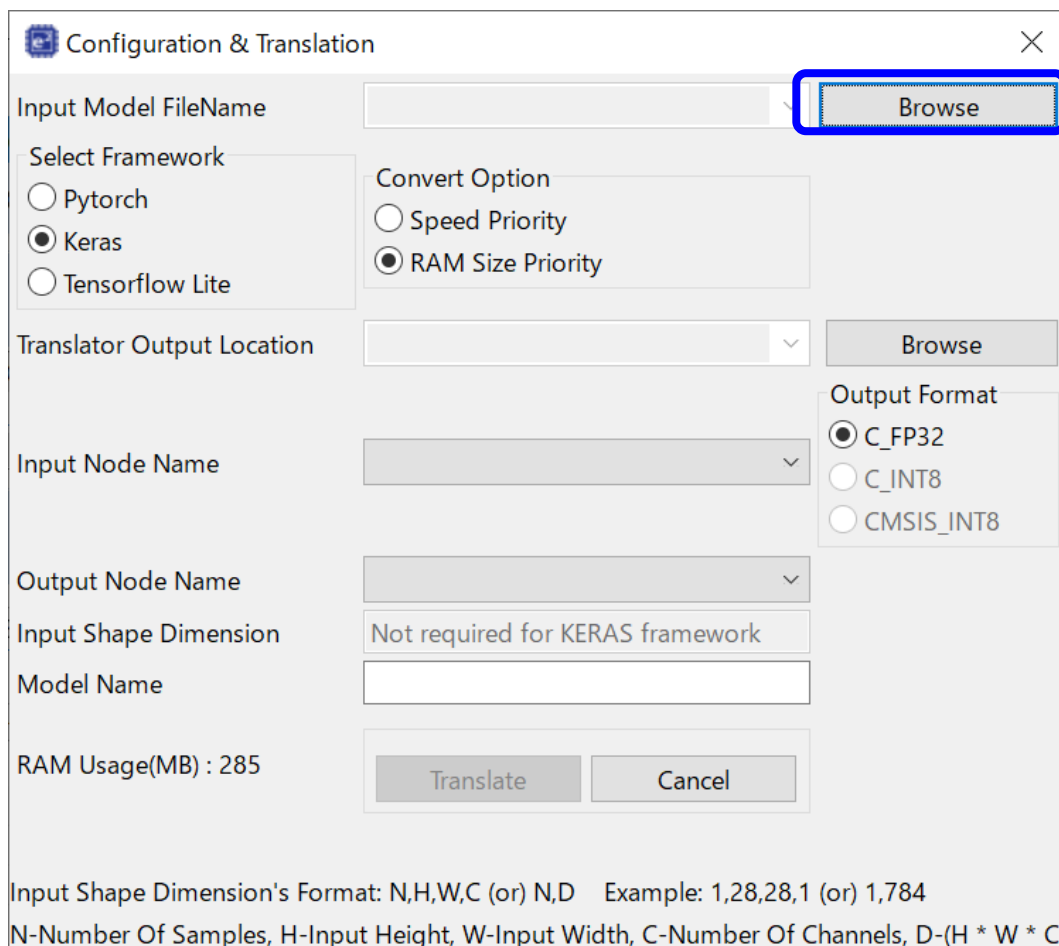 Configuration & Translation
Input Model FileName
Browse
Select Framework
Pytorch
Keras
Tensorflow Lite
Convert Option
Speed Priority
RAM Size Priority
Translator Output Location
Browse
Output Format
C_FP32
C_INT8
CMSIS_INT8
Input Node Name
Output Node Name
Input Shape Dimension
Not required for KERAS framework
Model Name
RAM Usage(MB) : 285
Translate
Cancel
Input Shape Dimension's Format: N,H,W,C (or) N,D Example: 1,28,28,1 (or) 1,784
N-Number Of Samples, H-Input Height, W-Input Width, C-Number Of Channels, D-(H * W * C